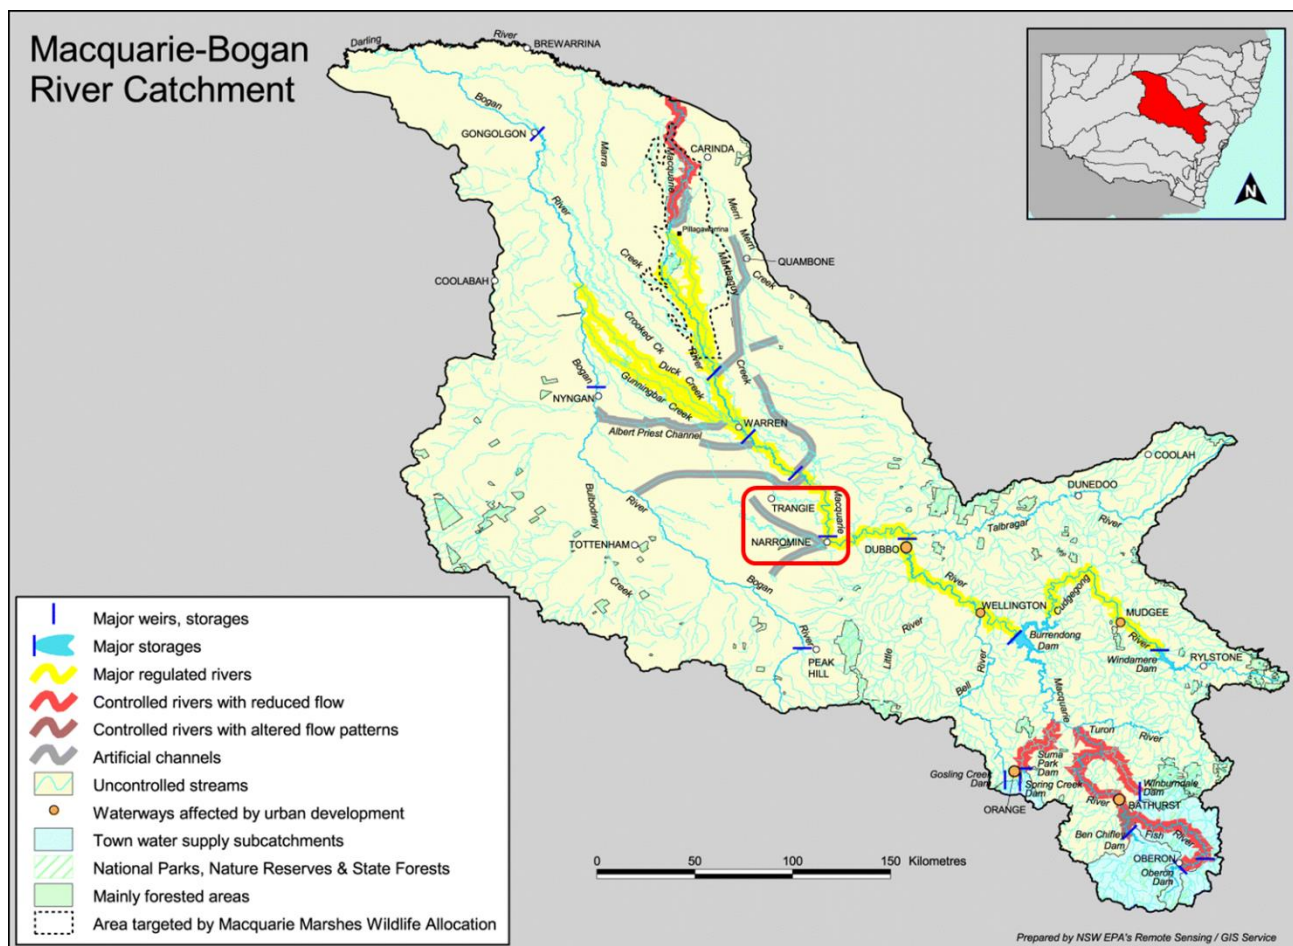 Macquarie-Bogan
River Catchment
Darling
River
BREWARRINA
Bogan
GONGOLGON
Marra
Macquarie
CARINDA
River
Merri
Merri
Pillagawarrina
Marthaguy
QUAMBONE
Creek
Creek
COOLABAH
Crooked Ck
Duck
Creek
River
Creek
Bogan
Gunningbar Creek
NYNGAN
WARREN
Albert Priest Channel
COOLAH
DUNEDOO
Bulbodney
River
TRANGIE
Macquarie
Talbragar
River
TOTTENHAM
NARROMINE
DUBBO
Creek
Bogan
River
Cudgegong
WELLINGTON
MUDGEE
River
River
Burrendong
Dam
River
PEAK
HILL
Little
River
Windamere
Dam
RYLSTONE
Bell
Macquarie
Turon
River
Suma
Park
Dam
Gosling Creek
Dam
Spring Creek
Dam
Winburndale
Dam
ORANGE
River
BATHURST
Ben Chifley
Dam
Fish
River
OBERON
Oberon
Dam
N
Major weirs, storages
Major storages
Major regulated rivers
Controlled rivers with reduced flow
Controlled rivers with altered flow patterns
Artificial channels
Uncontrolled streams
Waterways affected by urban development
Town water supply subcatchments
National Parks, Nature Reserves & State Forests
Mainly forested areas
Area targeted by Macquarie Marshes Wildlife Allocation
0 50 100 150 Kilometres
Prepared by NSW EPA's Remote Sensing / GIS Service